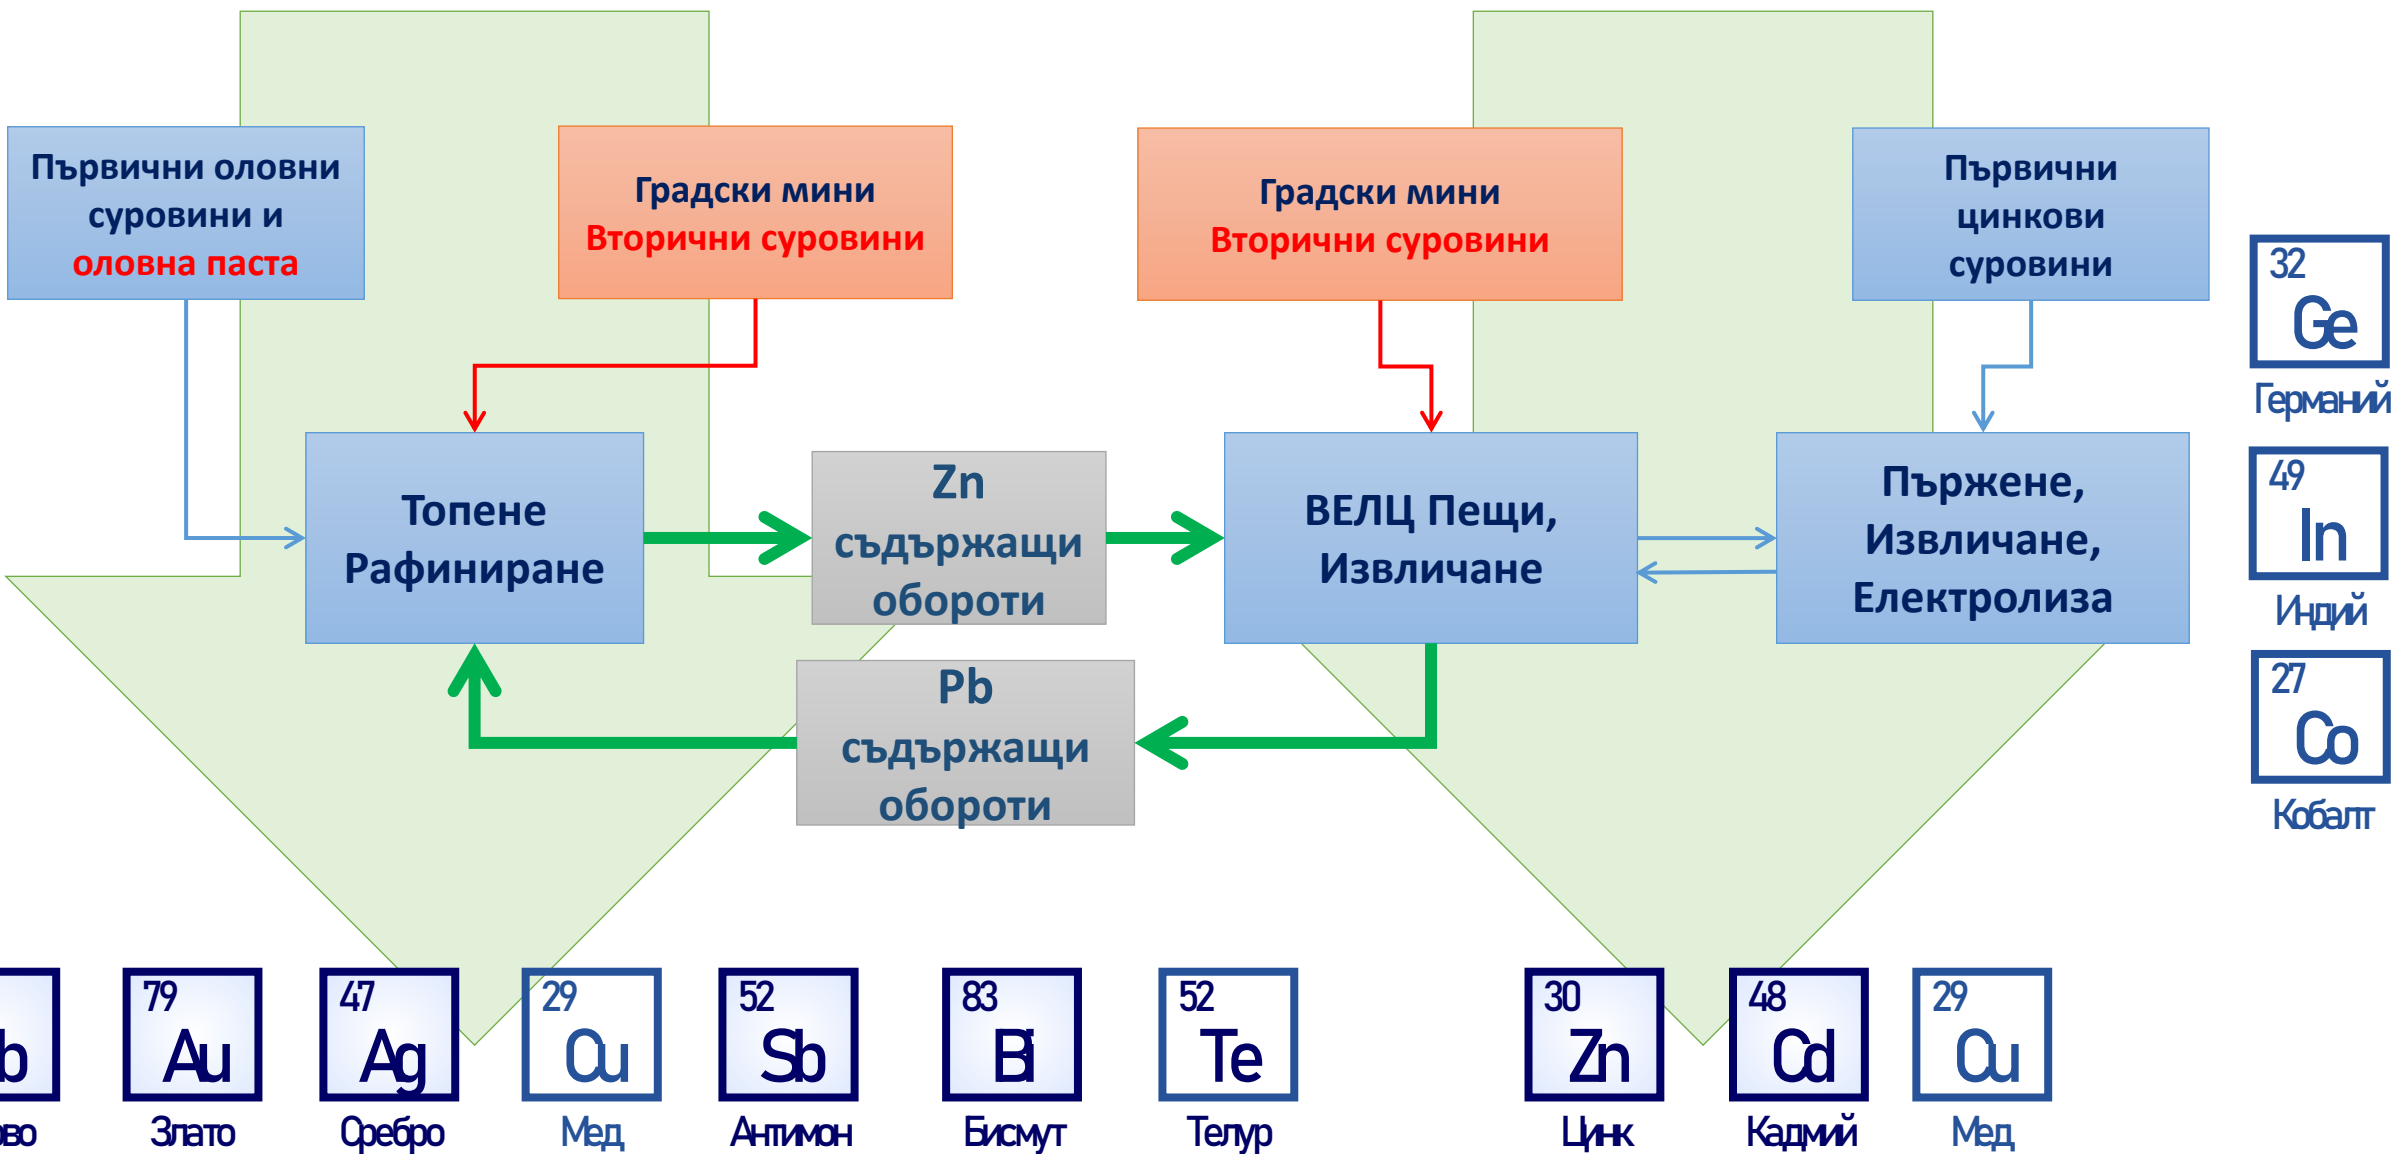 Първични оловни
суровини и
оловна паста
Градски мини
Вторични суровини
Градски мини
Вторични суровини
Първични
цинкови
суровини
32
Ge
Германий
Топене
Рафиниране
Zn
съдържащи
обороти
ВЕЛЦ Пещи,
Извличане
Пържене,
Извличане,
Електролиза
49
In
Индий
Pb
съдържащи
обороти
27
Co
Кобалт
b
ово
79
Au
Злато
47
Ag
Сребро
29
Cu
Мед
52
Sb
Антимон
83
Bi
Бисмут
52
Te
Телур
30
Zn
Цинк
48
Cd
Кадмий
29
Cu
Мед